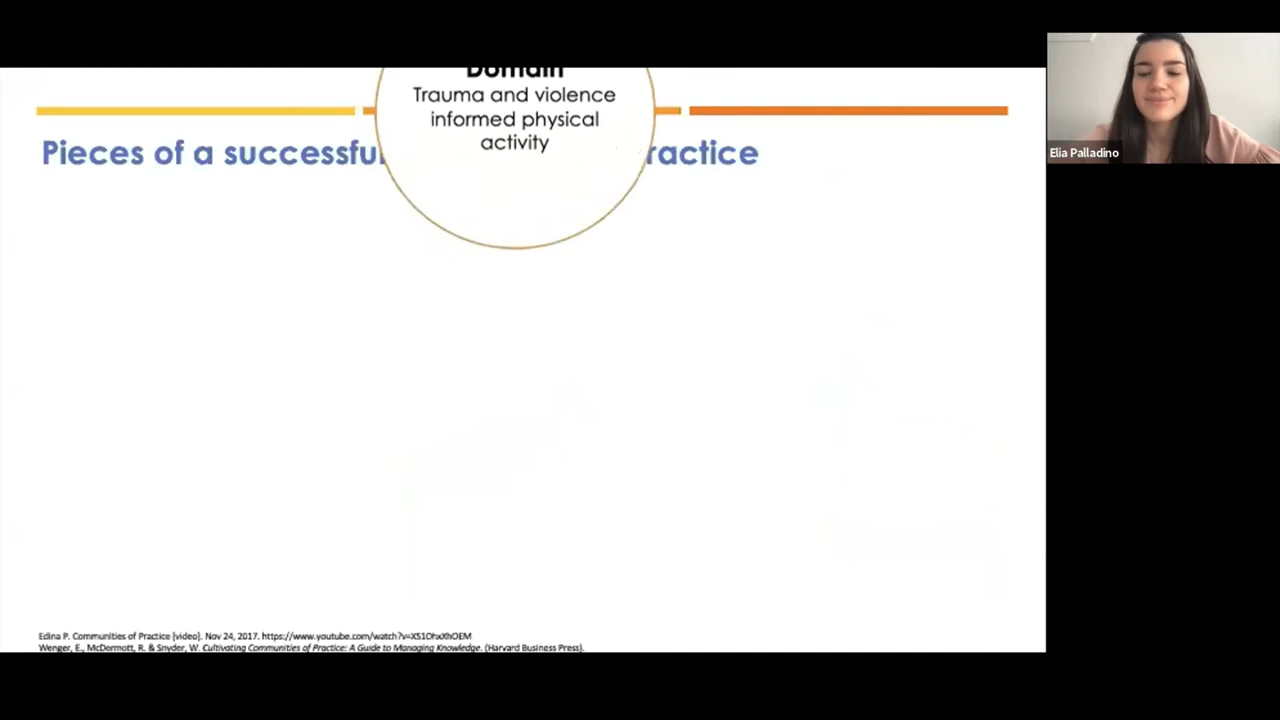 Domain
Trauma and violence
informed physical
activity
Pieces of a successful ractice
Elia Palladino
Edina P. Communities of Practice [video]. Nov 24, 2017. https://www.youtube.com/watch?v=XS1OhxXhOEM
Wenger, E., McDermott, R. & Snyder, W. Cultivating Communities of Practice: A Guide to Managing Knowledge. (Harvard Business Press).